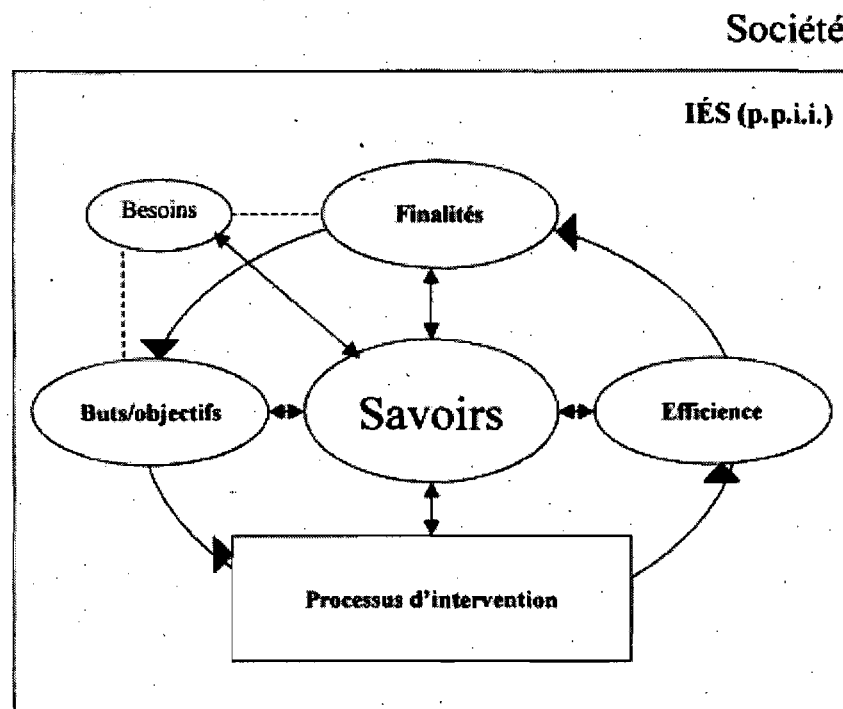 Société
IÉS (p.p.i.i.)
Besoins
Finalités
Buts/objectifs
Savoirs
Efficience
Processus d'intervention